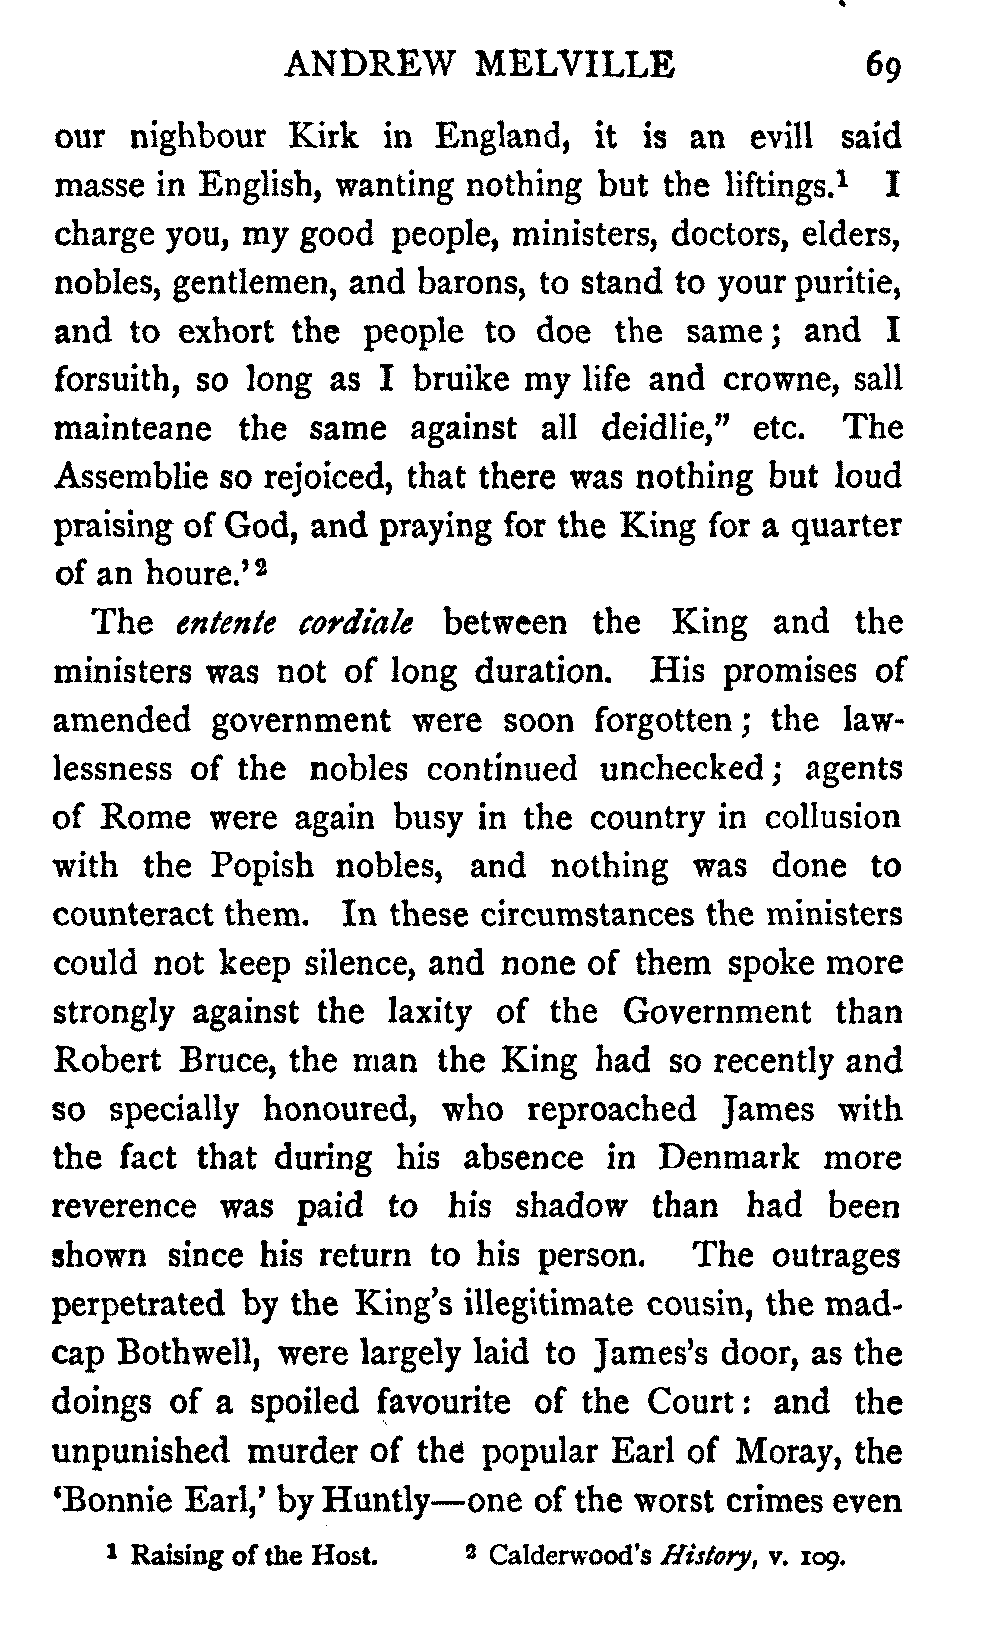 ANDREW MELVILLE 69
our nighbour Kirk in England, it is an evill said
masse in English, wanting nothing but the liftings.¹ I
charge you, my good people, ministers, doctors, elders,
nobles, gentlemen, and barons, to stand to your puritie,
and to exhort the people to doe the same; and I
forsuith, so long as I bruike my life and crowne, sall
mainteane the same against all deidlie,” etc. The
Assemblie so rejoiced, that there was nothing but loud
praising of God, and praying for the King for a quarter
of an houre.’²
The entente cordiale between the King and the
ministers was not of long duration. His promises of
amended government were soon forgotten; the law-
lessness of the nobles continued unchecked; agents
of Rome were again busy in the country in collusion
with the Popish nobles, and nothing was done to
counteract them. In these circumstances the ministers
could not keep silence, and none of them spoke more
strongly against the laxity of the Government than
Robert Bruce, the man the King had so recently and
so specially honoured, who reproached James with
the fact that during his absence in Denmark more
reverence was paid to his shadow than had been
shown since his return to his person. The outrages
perpetrated by the King’s illegitimate cousin, the mad-
cap Bothwell, were largely laid to James’s door, as the
doings of a spoiled favourite of the Court: and the
unpunished murder of the popular Earl of Moray, the
‘Bonnie Earl,’ by Huntly—one of the worst crimes even
¹ Raising of the Host. ² Calderwood’s History, v. 109.